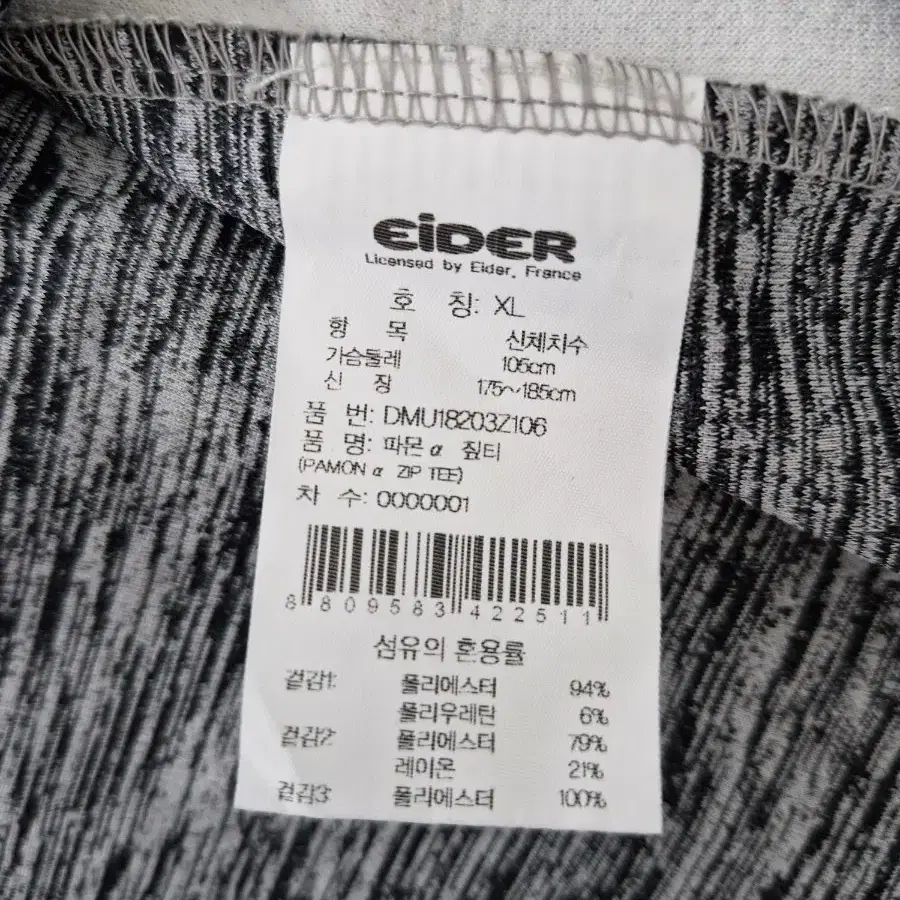 EiDER
Licensed by Eider, France
호 칭: XL
항 목 신체치수
가슴둘레 105cm
신 장 175~185cm
품 번: DMU18203Z106
품 명: 파몬 α 짚티
(PAMON α ZIP TEE)
차 수: 0000001
8 809583 422511
섬유의 혼용률
겉감1: 폴리에스터 94%
폴리우레탄 6%
겉감2: 폴리에스터 79%
레이온 21%
겉감3: 폴리에스터 100%